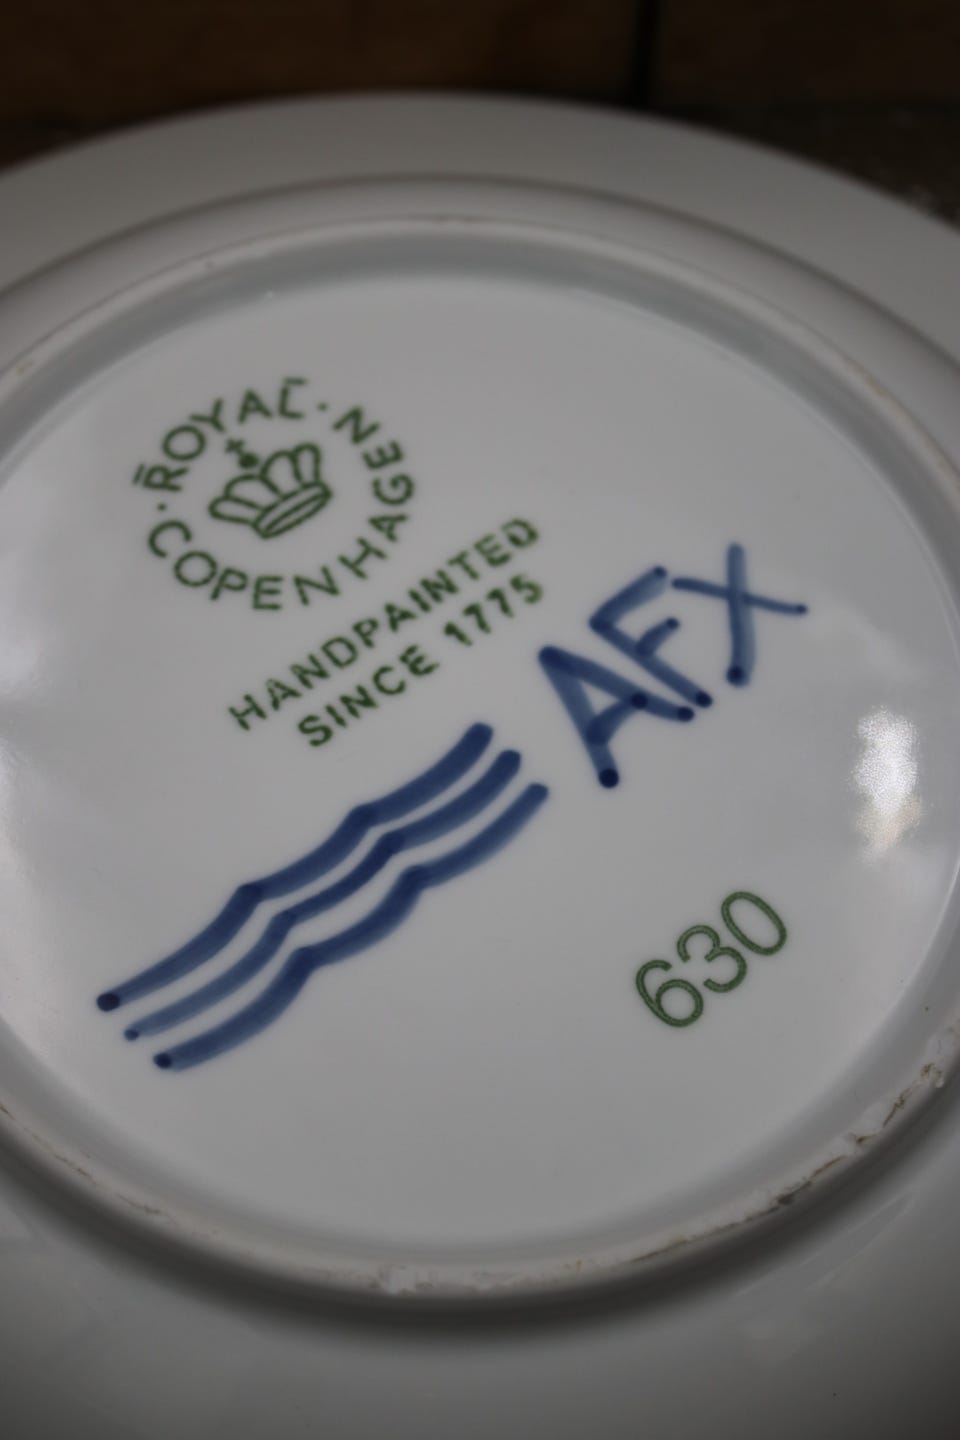 ROYAL
COPENHAGEN
HANDPAINTED
SINCE 1775
AFX
630